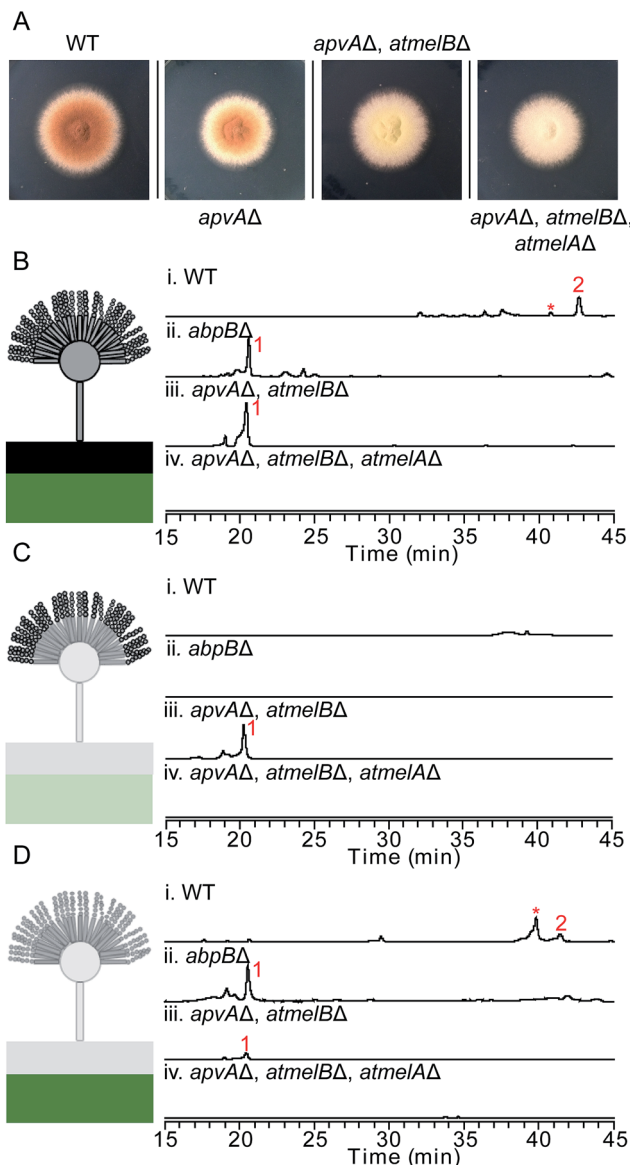 A
WT
apvAΔ, atmelBΔ
apvAΔ
apvAΔ, atmelBΔ,
atmelAΔ
B
i. WT
*
2
ii. abpBΔ
1
iii. apvAΔ, atmelBΔ
1
iv. apvAΔ, atmelBΔ, atmelAΔ
15 20 25 30 35 40 45
Time (min)
C
i. WT
ii. abpBΔ
iii. apvAΔ, atmelBΔ
1
iv. apvAΔ, atmelBΔ, atmelAΔ
15 20 25 30 35 40 45
Time (min)
D
i. WT
*
2
ii. abpBΔ
1
iii. apvAΔ, atmelBΔ
1
iv. apvAΔ, atmelBΔ, atmelAΔ
15 20 25 30 35 40 45
Time (min)